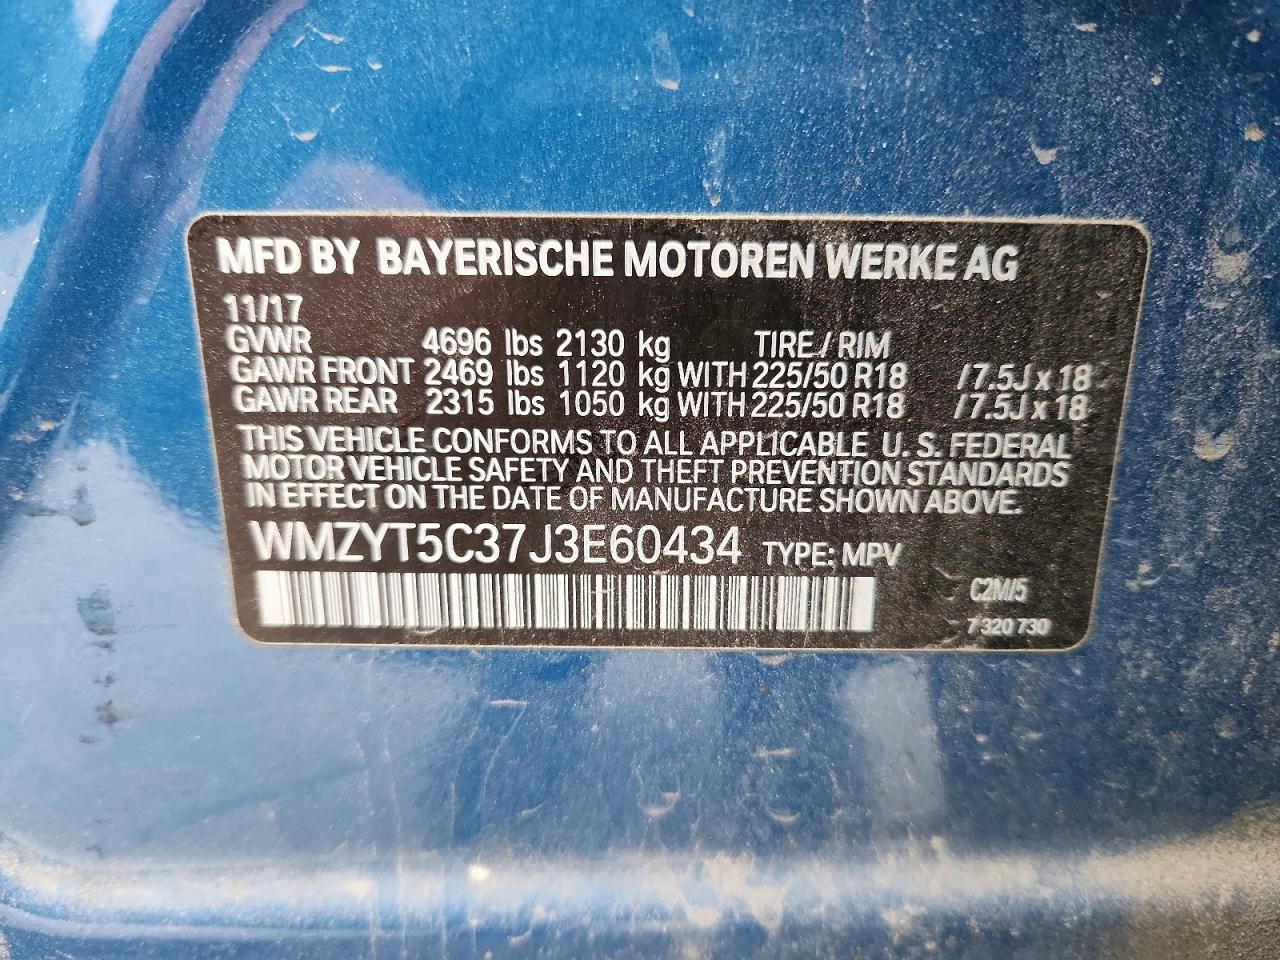 MFD BY BAYERISCHE MOTOREN WERKE AG
11/17
GVWR 4696 lbs 2130 kg TIRE / RIM
GAWR FRONT 2469 lbs 1120 kg WITH 225/50 R18 / 7.5J x 18
GAWR REAR 2315 lbs 1050 kg WITH 225/50 R18 / 7.5J x 18
THIS VEHICLE CONFORMS TO ALL APPLICABLE U. S. FEDERAL
MOTOR VEHICLE SAFETY AND THEFT PREVENTION STANDARDS
IN EFFECT ON THE DATE OF MANUFACTURE SHOWN ABOVE.
WMZYT5C37J3E60434 TYPE: MPV
C2M/5
7 320 730